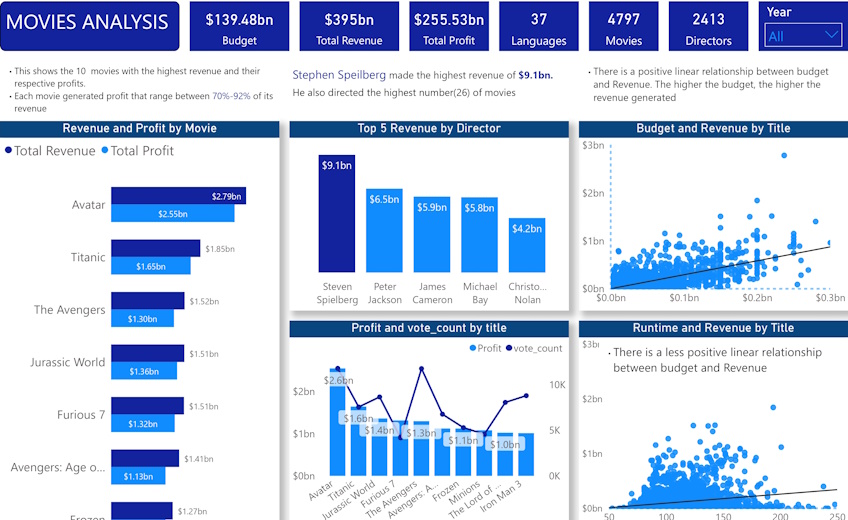 MOVIES ANALYSIS
$139.48bn
Budget
$395bn
Total Revenue
$255.53bn
Total Profit
37
Languages
4797
Movies
2413
Directors
Year
All
• This shows the 10 movies with the highest revenue and their
respective profits.
• Each movie generated profit that range between 70%-92% of its
revenue
Stephen Speilberg made the highest revenue of $9.1bn.
He also directed the highest number(26) of movies
• There is a positive linear relationship between budget
and Revenue. The higher the budget, the higher the
revenue generated
Revenue and Profit by Movie
Total Revenue Total Profit
Avatar
$2.79bn
$2.55bn
Titanic
$1.85bn
$1.65bn
The Avengers
$1.52bn
$1.30bn
Jurassic World
$1.51bn
$1.36bn
Furious 7
$1.51bn
$1.32bn
Avengers: Age o...
$1.41bn
$1.13bn
Frozen
$1.27bn
Top 5 Revenue by Director
$9.1bn
$6.5bn
$5.9bn
$5.8bn
$4.2bn
Steven
Spielberg
Peter
Jackson
James
Cameron
Michael
Bay
Christo...
Nolan
Profit and vote_count by title
Profit vote_count
$2bn
$1bn
$0bn
10K
5K
0K
$2.6bn
$1.6bn
$1.4bn
$1.3bn
$1.1bn
$1.0bn
Avatar
Titanic
Jurassic World
Furious 7
The Avengers
Avengers: A...
Frozen
Minions
The Lord of ...
Iron Man 3
Budget and Revenue by Title
$3bn
$2bn
$1bn
$0bn
$0.0bn
$0.1bn
$0.2bn
$0.3bn
Runtime and Revenue by Title
• There is a less positive linear relationship
between budget and Revenue
$3bn
$2bn
$1bn
$0bn
50
100
150
200
250